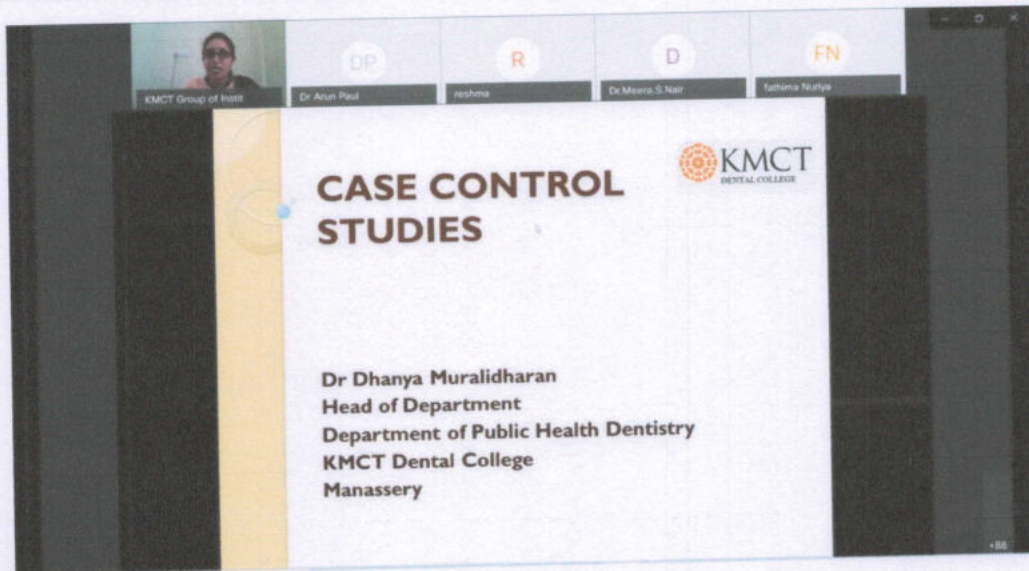 DP
R
D
FN
KMCT Group of Instit
Dr Arun Paul
reshma
Dr.Meera.S.Nair
fathima Nuriya
KMCT
DENTAL COLLEGE
CASE CONTROL
STUDIES
Dr Dhanya Muralidharan
Head of Department
Department of Public Health Dentistry
KMCT Dental College
Manassery
+86